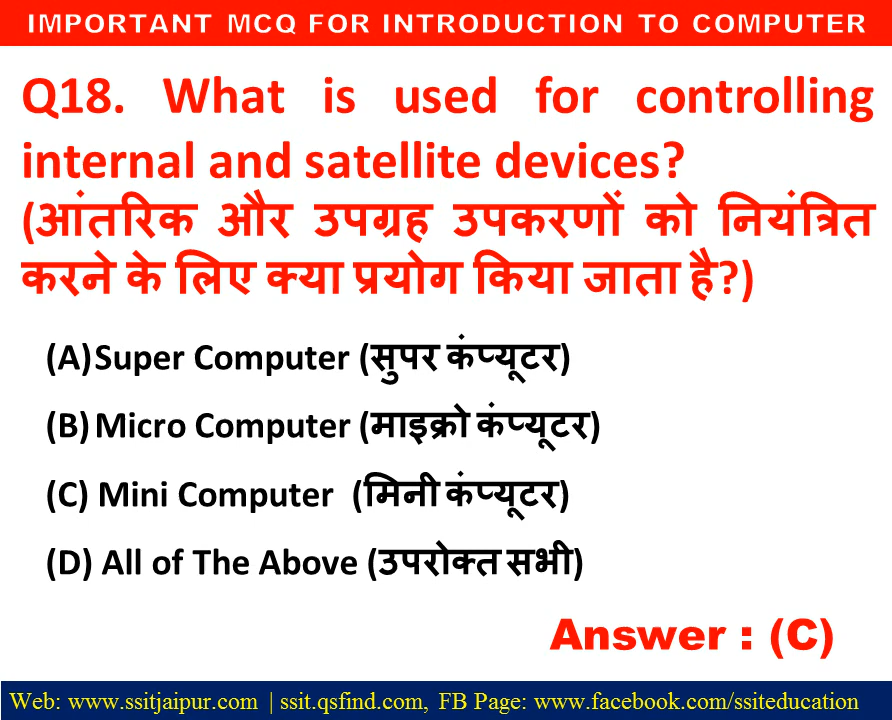 IMPORTANT MCQ FOR INTRODUCTION TO COMPUTER
Q18. What is used for controlling
internal and satellite devices?
(आंतरिक और उपग्रह उपकरणों को नियंत्रित
करने के लिए क्या प्रयोग किया जाता है?)
(A) Super Computer (सुपर कंप्यूटर)
(B) Micro Computer (माइक्रो कंप्यूटर)
(C) Mini Computer (मिनी कंप्यूटर)
(D) All of The Above (उपरोक्त सभी)
Answer : (C)
Web: www.ssitjaipur.com | ssit.qsfind.com, FB Page: www.facebook.com/ssiteducation